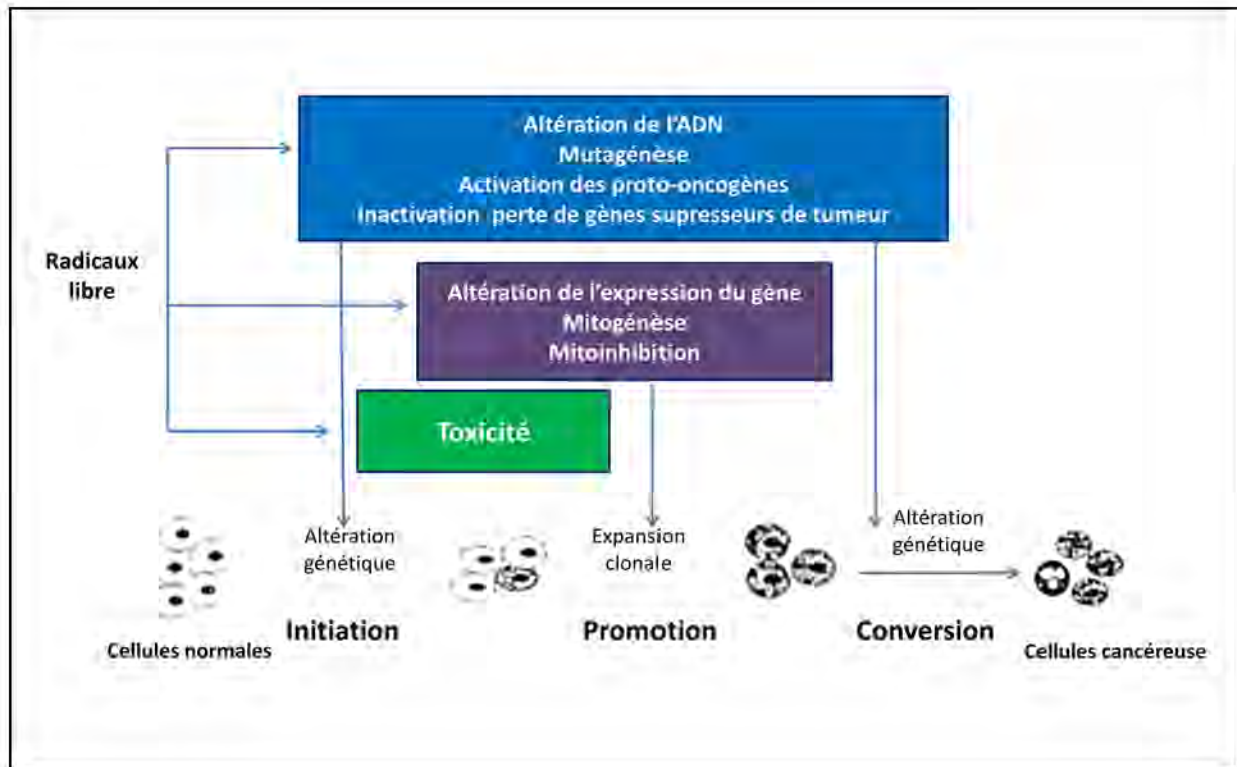 Altération de l'ADN
Mutagénèse
Activation des proto-oncogènes
Inactivation perte de gènes supresseurs de tumeur
Radicaux
libre
Altération de l'expression du gène
Mitogénèse
Mitoinhibition
Toxicité
Altération
génétique
Expansion
clonale
Altération
génétique
Initiation
Promotion
Conversion
Cellules normales
Cellules cancéreuse